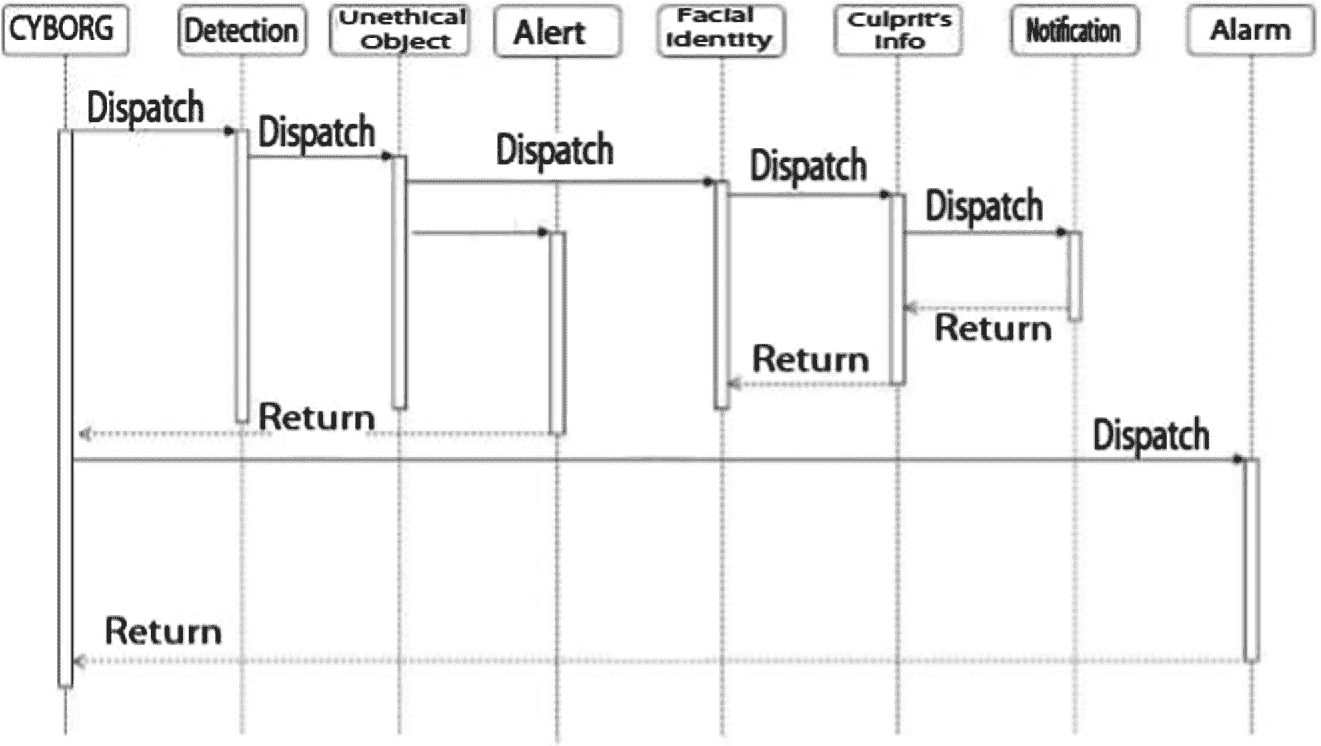 CYBORG
Detection
Unethical
Object
Alert
Facial
Identity
Culprit's
Info
Notification
Alarm
Dispatch
Dispatch
Dispatch
Dispatch
Dispatch
Return
Return
Return
Dispatch
Return